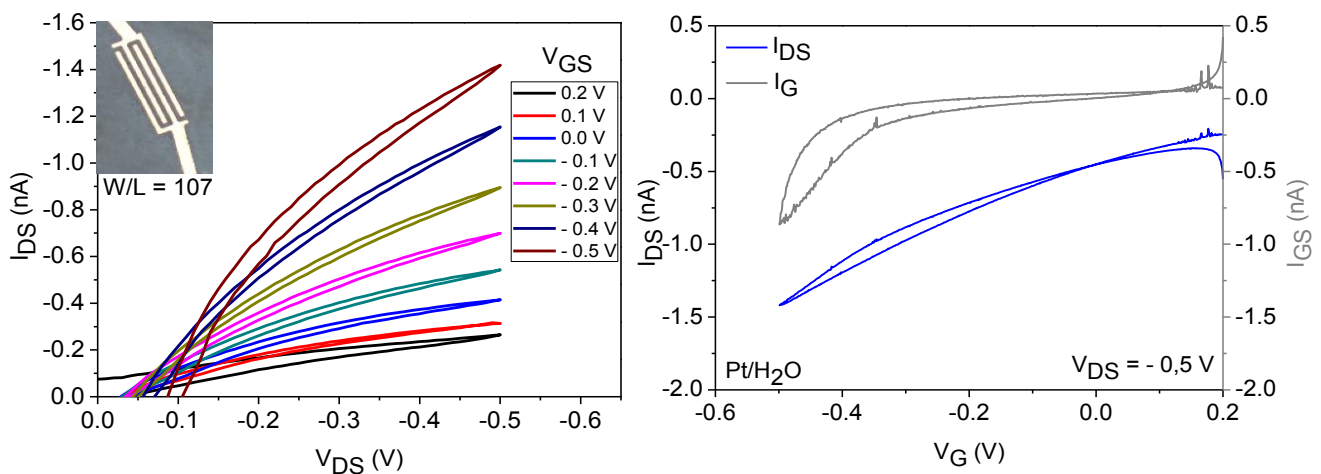 -1.6
-1.4
-1.2
-1.0
-0.8
-0.6
-0.4
-0.2
0.0
I_DS (nA)
W/L = 107
V_GS
0.2 V
0.1 V
0.0 V
- 0.1 V
- 0.2 V
- 0.3 V
- 0.4 V
- 0.5 V
0.0 -0.1 -0.2 -0.3 -0.4 -0.5 -0.6
V_DS (V)
0.5
0.0
-0.5
-1.0
-1.5
-2.0
I_DS (nA)
I_DS
I_G
Pt/H₂O
V_DS = - 0,5 V
-0.6 -0.4 -0.2 0.0 0.2
V_G (V)
0.5
0.0
-0.5
-1.0
-1.5
-2.0
I_GS (nA)